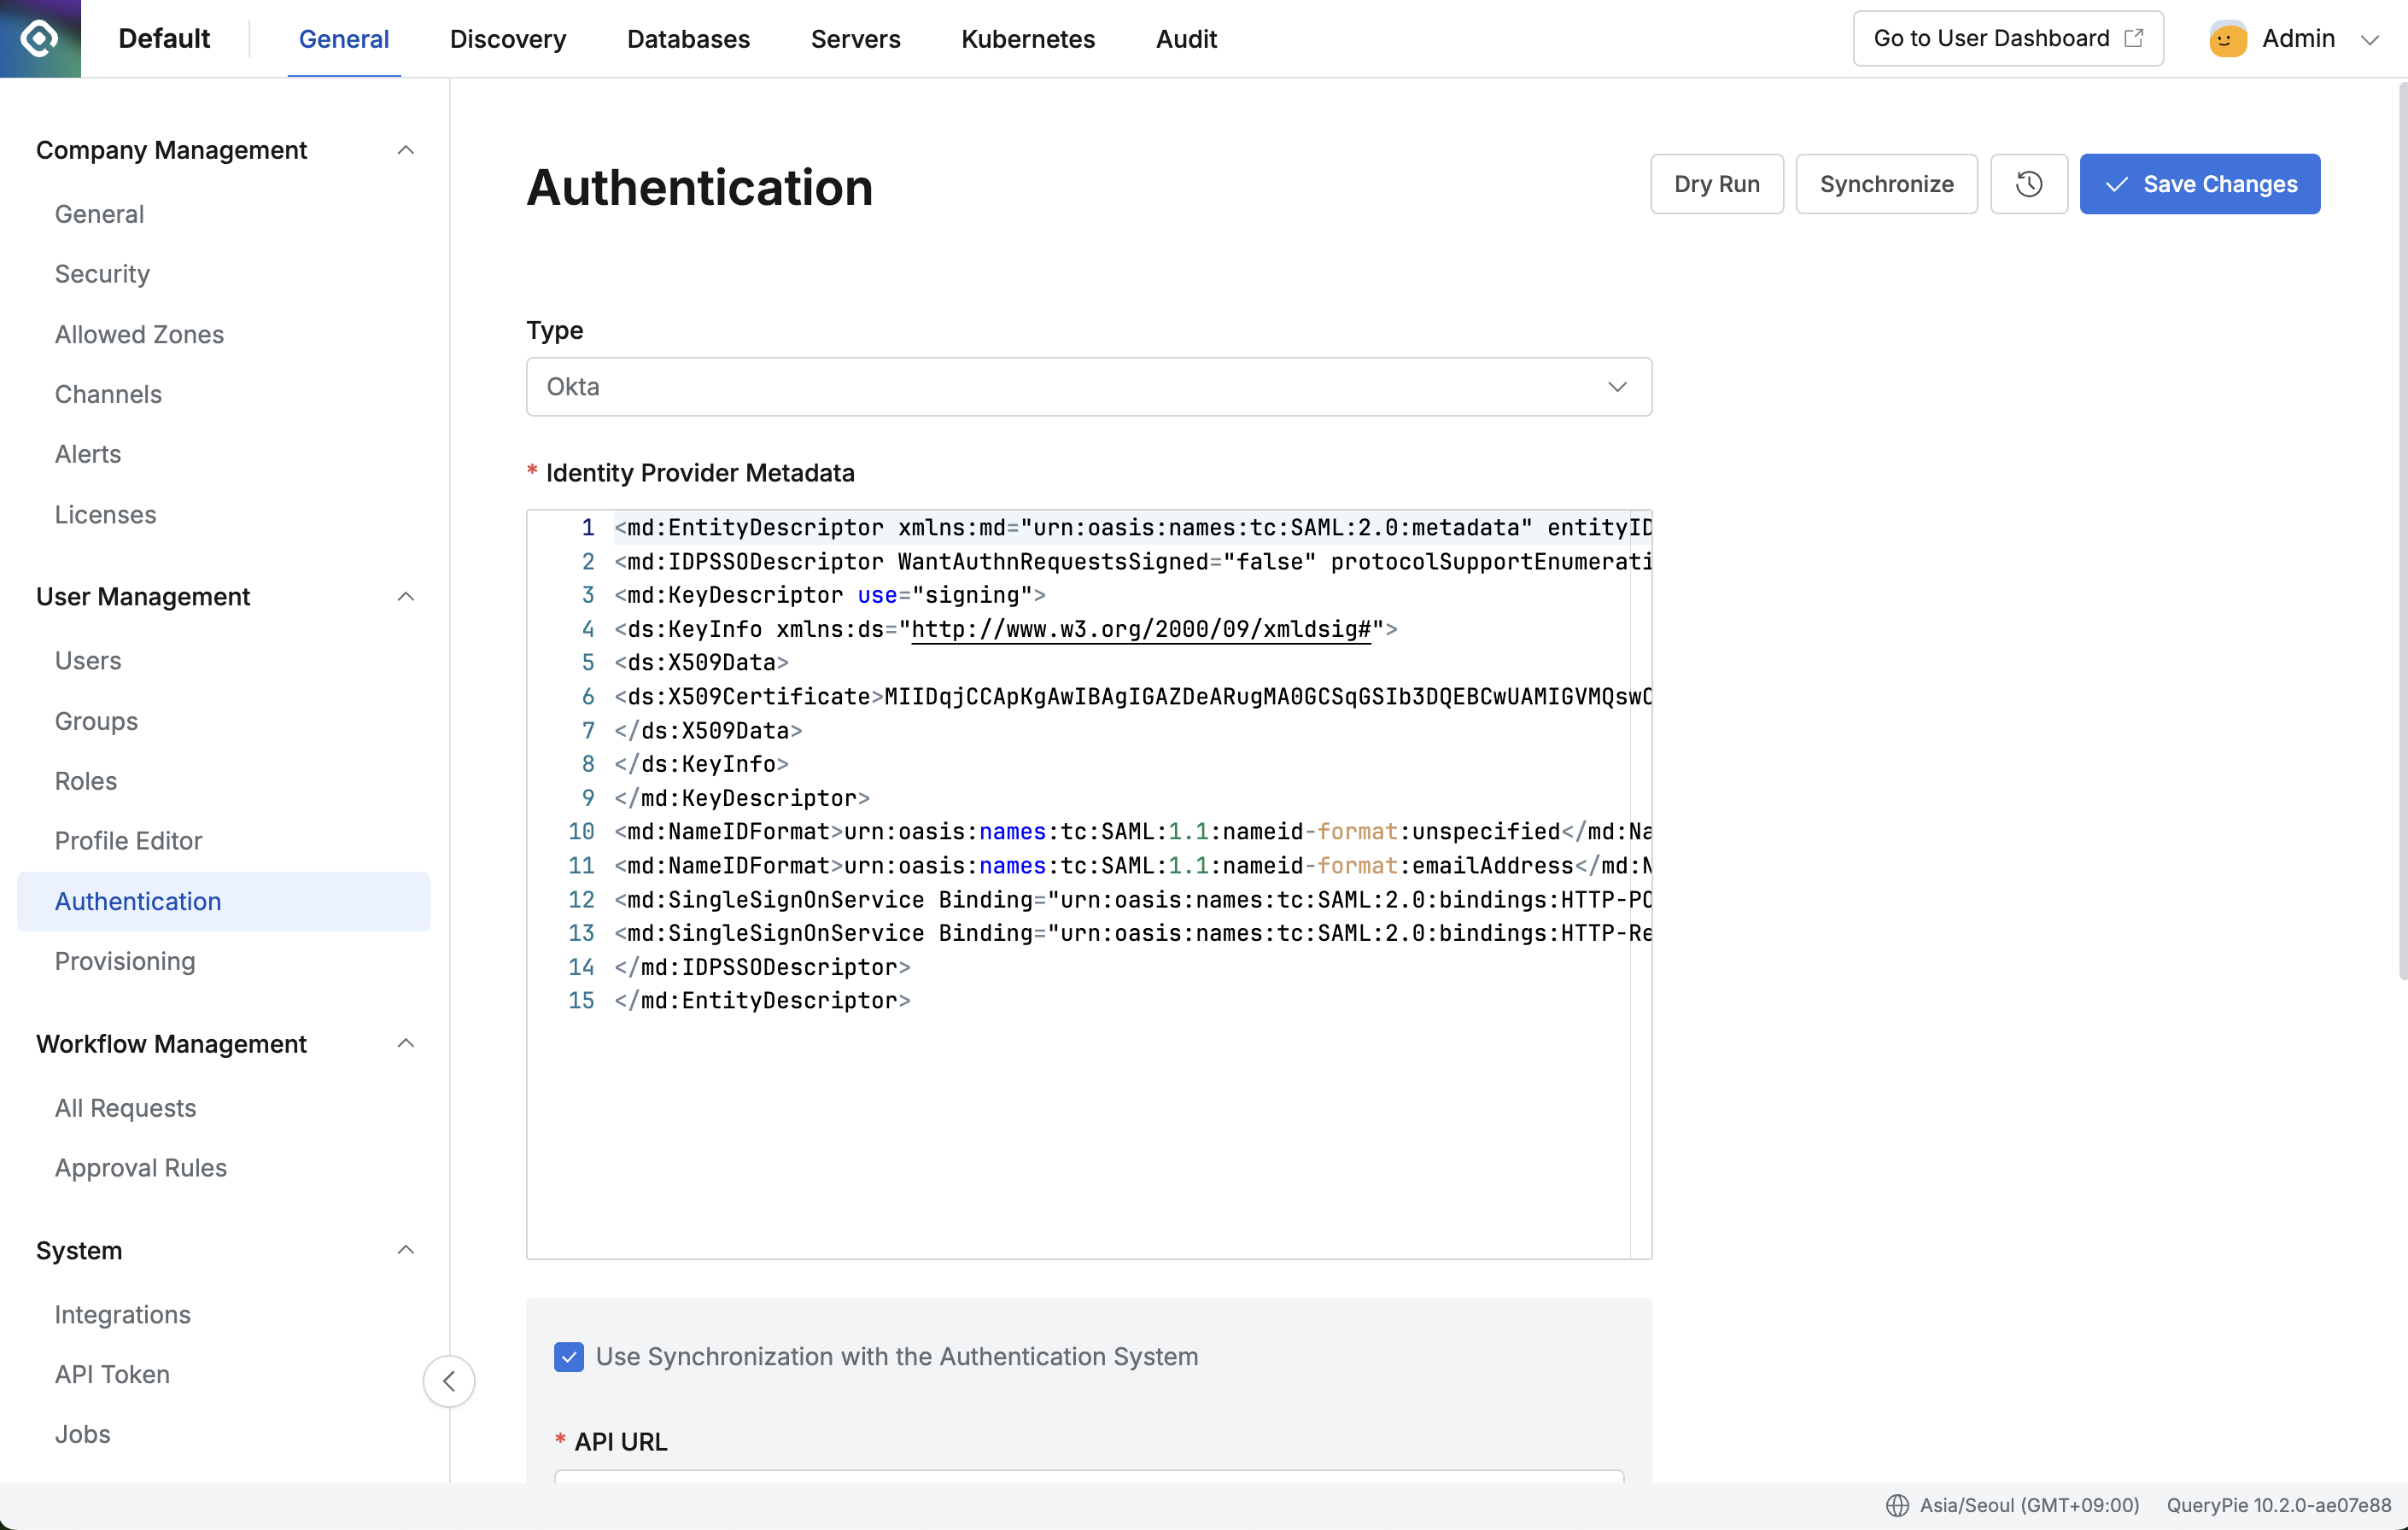 Default
General
Discovery
Databases
Servers
Kubernetes
Audit
Go to User Dashboard
Admin
Company Management
General
Security
Allowed Zones
Channels
Alerts
Licenses
User Management
Users
Groups
Roles
Profile Editor
Authentication
Provisioning
Workflow Management
All Requests
Approval Rules
System
Integrations
API Token
Jobs
Authentication
Dry Run
Synchronize
Save Changes
Type
Okta
* Identity Provider Metadata
1 <md:EntityDescriptor xmlns:md="urn:oasis:names:tc:SAML:2.0:metadata" entityID
2 <md:IDPSSODescriptor WantAuthnRequestsSigned="false" protocolSupportEnumerati
3 <md:KeyDescriptor use="signing">
4 <ds:KeyInfo xmlns:ds="http://www.w3.org/2000/09/xmldsig#">
5 <ds:X509Data>
6 <ds:X509Certificate>MIIDqjCCApKgAwIBAgIGAZDeARugMA0GCSqGSIb3DQEBCwUAMIGVMQswC
7 </ds:X509Data>
8 </ds:KeyInfo>
9 </md:KeyDescriptor>
10 <md:NameIDFormat>urn:oasis:names:tc:SAML:1.1:nameid-format:unspecified</md:Na
11 <md:NameIDFormat>urn:oasis:names:tc:SAML:1.1:nameid-format:emailAddress</md:N
12 <md:SingleSignOnService Binding="urn:oasis:names:tc:SAML:2.0:bindings:HTTP-PO
13 <md:SingleSignOnService Binding="urn:oasis:names:tc:SAML:2.0:bindings:HTTP-Re
14 </md:IDPSSODescriptor>
15 </md:EntityDescriptor>
Use Synchronization with the Authentication System
* API URL
Asia/Seoul (GMT+09:00)
QueryPie 10.2.0-ae07e88